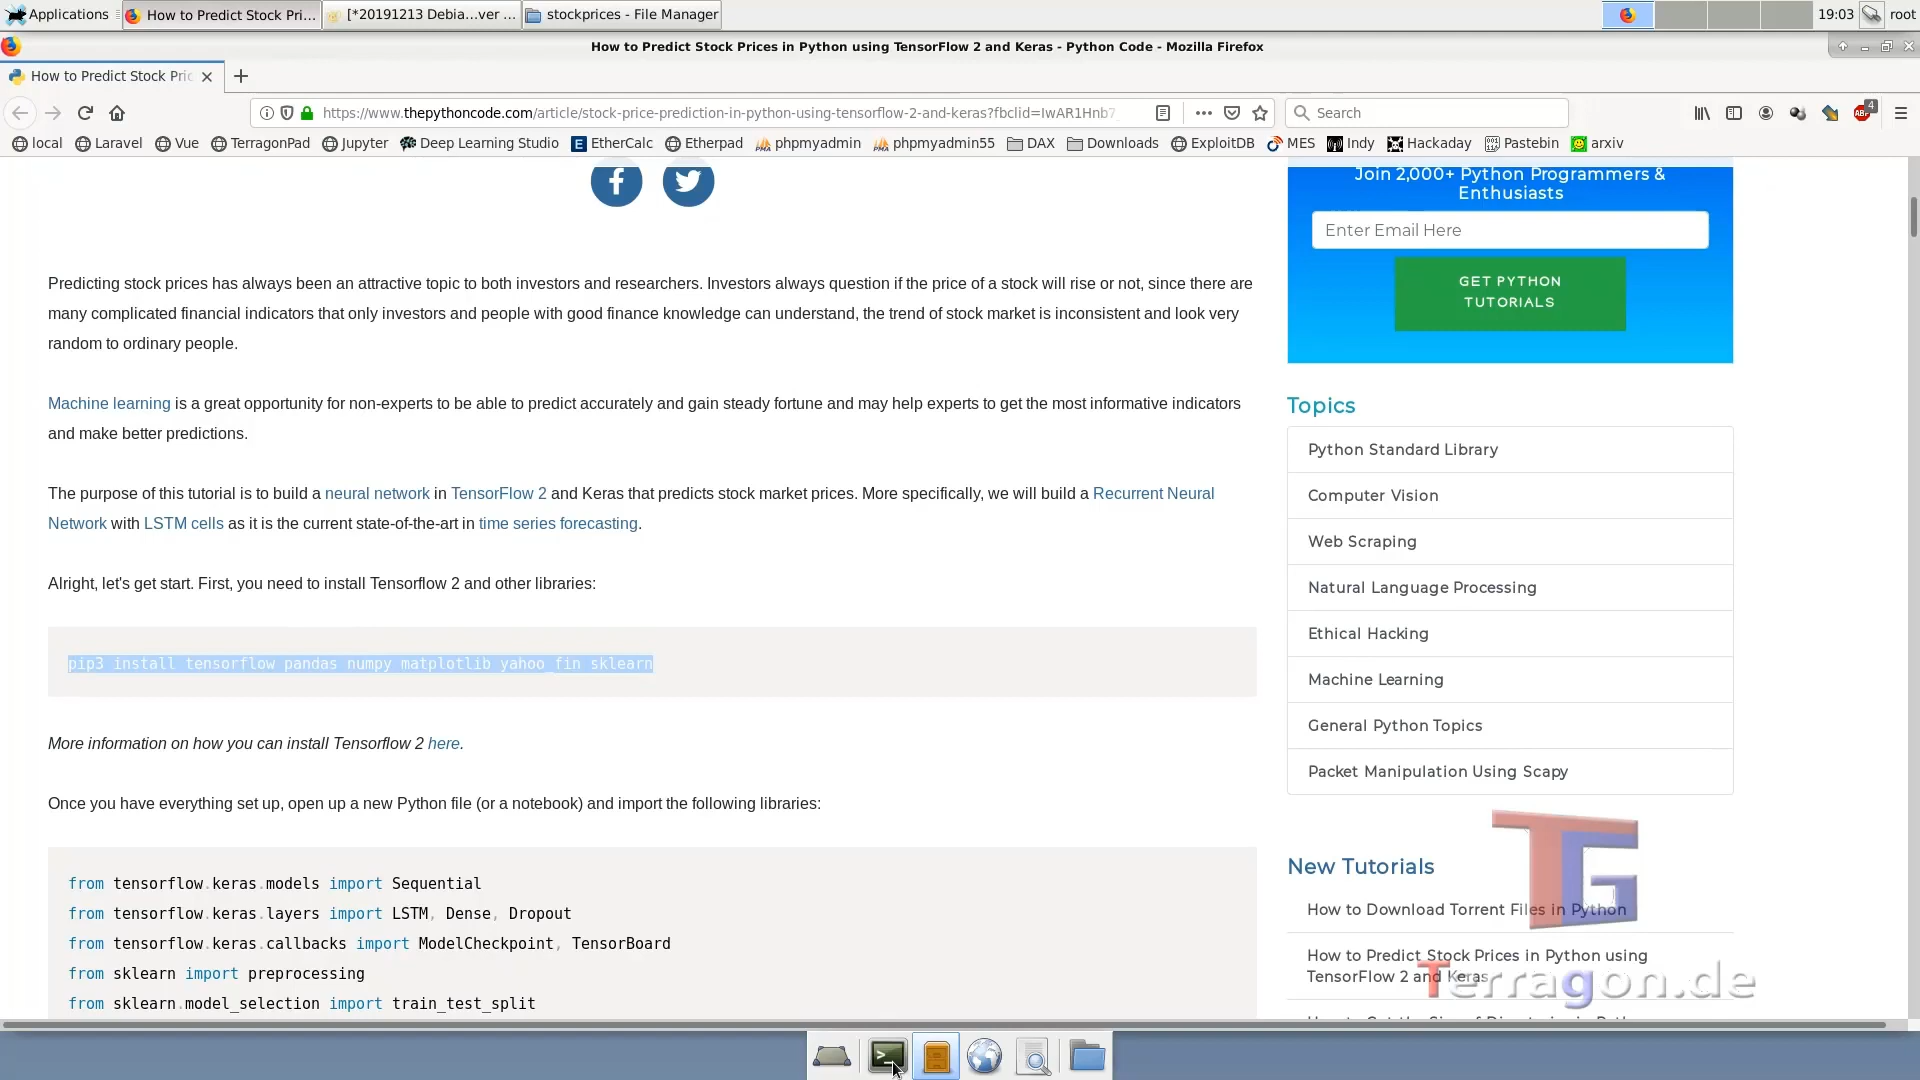 Applications
How to Predict Stock Pri...
[*20191213 Debia...ver ...
stockprices - File Manager
19:03
root
How to Predict Stock Prices in Python using TensorFlow 2 and Keras - Python Code - Mozilla Firefox
How to Predict Stock Pric
https://www.thepythoncode.com/article/stock-price-prediction-in-python-using-tensorflow-2-and-keras?fbclid=IwAR1Hnb7
Search
4
ABP
local
Laravel
Vue
TerragonPad
Jupyter
Deep Learning Studio
EtherCalc
Etherpad
phpmyadmin
phpmyadmin55
DAX
Downloads
ExploitDB
MES
Indy
Hackaday
Pastebin
arxiv
Predicting stock prices has always been an attractive topic to both investors and researchers. Investors always question if the price of a stock will rise or not, since there are
many complicated financial indicators that only investors and people with good finance knowledge can understand, the trend of stock market is inconsistent and look very
random to ordinary people.
Machine learning is a great opportunity for non-experts to be able to predict accurately and gain steady fortune and may help experts to get the most informative indicators
and make better predictions.
The purpose of this tutorial is to build a neural network in TensorFlow 2 and Keras that predicts stock market prices. More specifically, we will build a Recurrent Neural
Network with LSTM cells as it is the current state-of-the-art in time series forecasting.
Alright, let's get start. First, you need to install Tensorflow 2 and other libraries:
pip3 install tensorflow pandas numpy matplotlib yahoo_fin sklearn
More information on how you can install Tensorflow 2 here.
Once you have everything set up, open up a new Python file (or a notebook) and import the following libraries:
from tensorflow.keras.models import Sequential
from tensorflow.keras.layers import LSTM, Dense, Dropout
from tensorflow.keras.callbacks import ModelCheckpoint, TensorBoard
from sklearn import preprocessing
from sklearn.model_selection import train_test_split
Join 2,000+ Python Programmers &
Enthusiasts
Enter Email Here
GET PYTHON
TUTORIALS
Topics
Python Standard Library
Computer Vision
Web Scraping
Natural Language Processing
Ethical Hacking
Machine Learning
General Python Topics
Packet Manipulation Using Scapy
New Tutorials
How to Download Torrent Files in Python
How to Predict Stock Prices in Python using
TensorFlow 2 and Keras
TG
Terragon.de